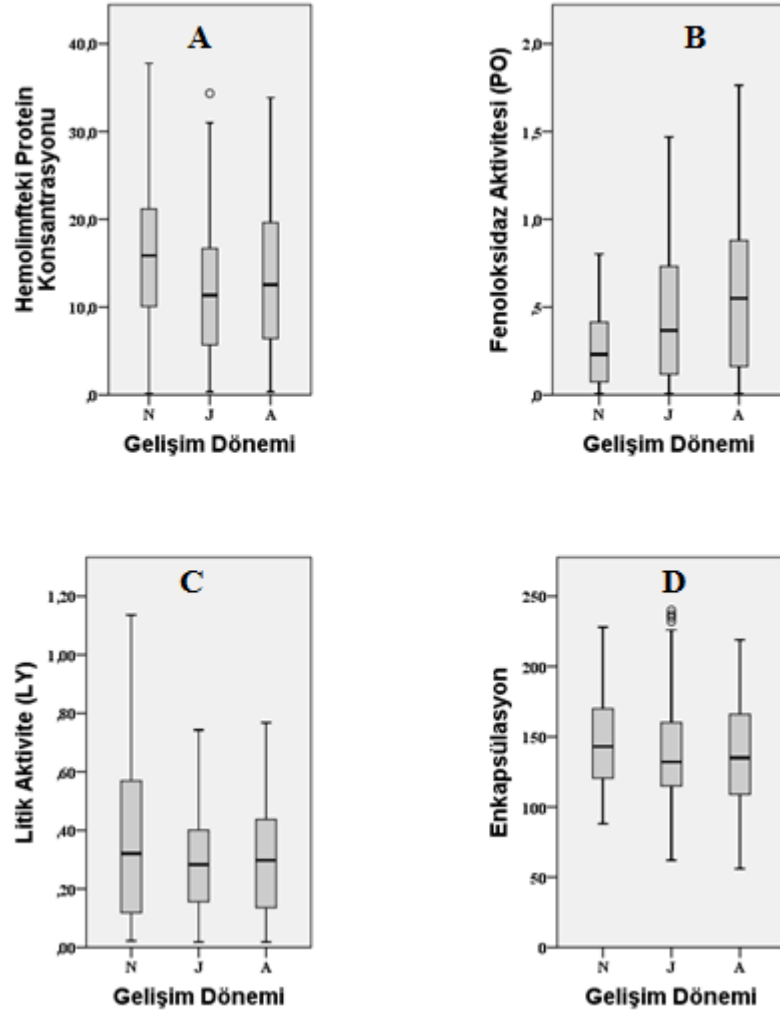 A
Hemolimfteki Protein
Konsantrasyonu
40,0
30,0
20,0
10,0
,0
N J A
Gelişim Dönemi
B
Fenoloksidaz Aktivitesi (PO)
2,0
1,5
1,0
,5
,0
N J A
Gelişim Dönemi
C
Litik Aktivite (LY)
1,20
1,00
,80
,60
,40
,20
,00
N J A
Gelişim Dönemi
D
Enkapsülasyon
250
200
150
100
50
0
N J A
Gelişim Dönemi